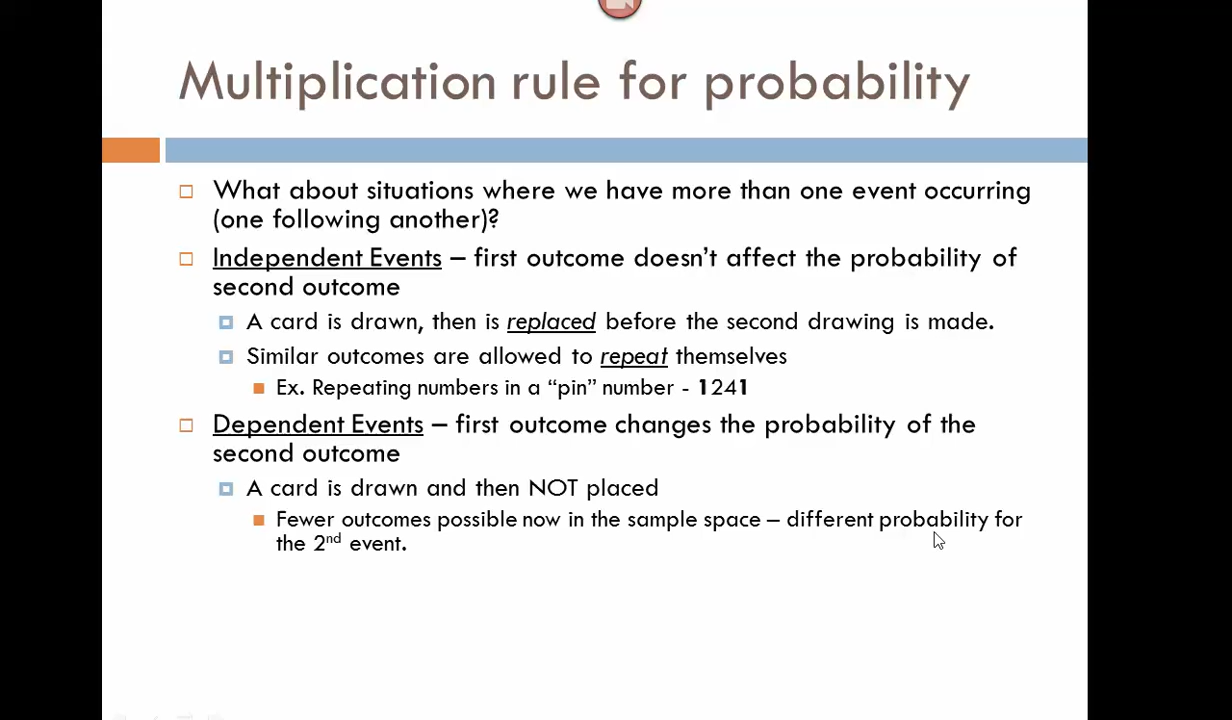 Multiplication rule for probability
What about situations where we have more than one event occurring
(one following another)?
Independent Events – first outcome doesn't affect the probability of
second outcome
A card is drawn, then is replaced before the second drawing is made.
Similar outcomes are allowed to repeat themselves
Ex. Repeating numbers in a “pin” number - 1241
Dependent Events – first outcome changes the probability of the
second outcome
A card is drawn and then NOT placed
Fewer outcomes possible now in the sample space – different probability for
the 2nd event.